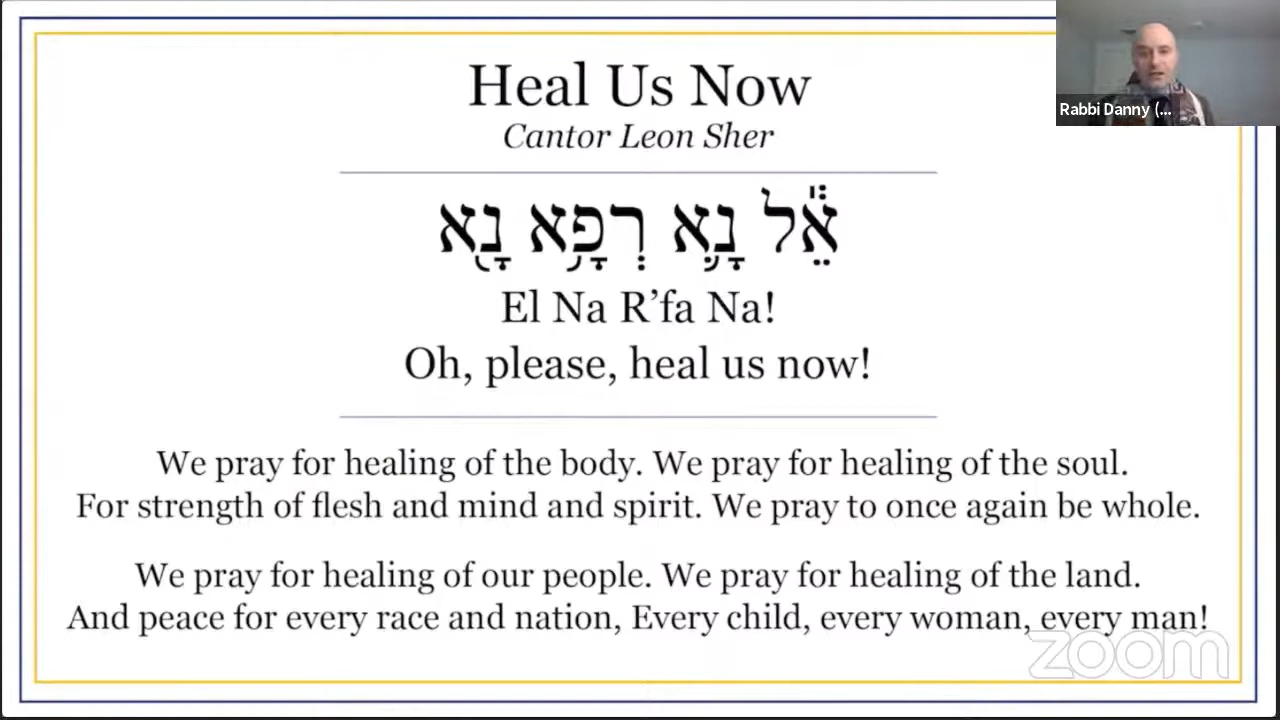 Heal Us Now
Cantor Leon Sher
אֵ֕ל נָ֛א רְפָ֥א נָ֖א
El Na R’fa Na!
Oh, please, heal us now!
We pray for healing of the body. We pray for healing of the soul.
For strength of flesh and mind and spirit. We pray to once again be whole.
We pray for healing of our people. We pray for healing of the land.
And peace for every race and nation, Every child, every woman, every man!
Rabbi Danny (...
zoom